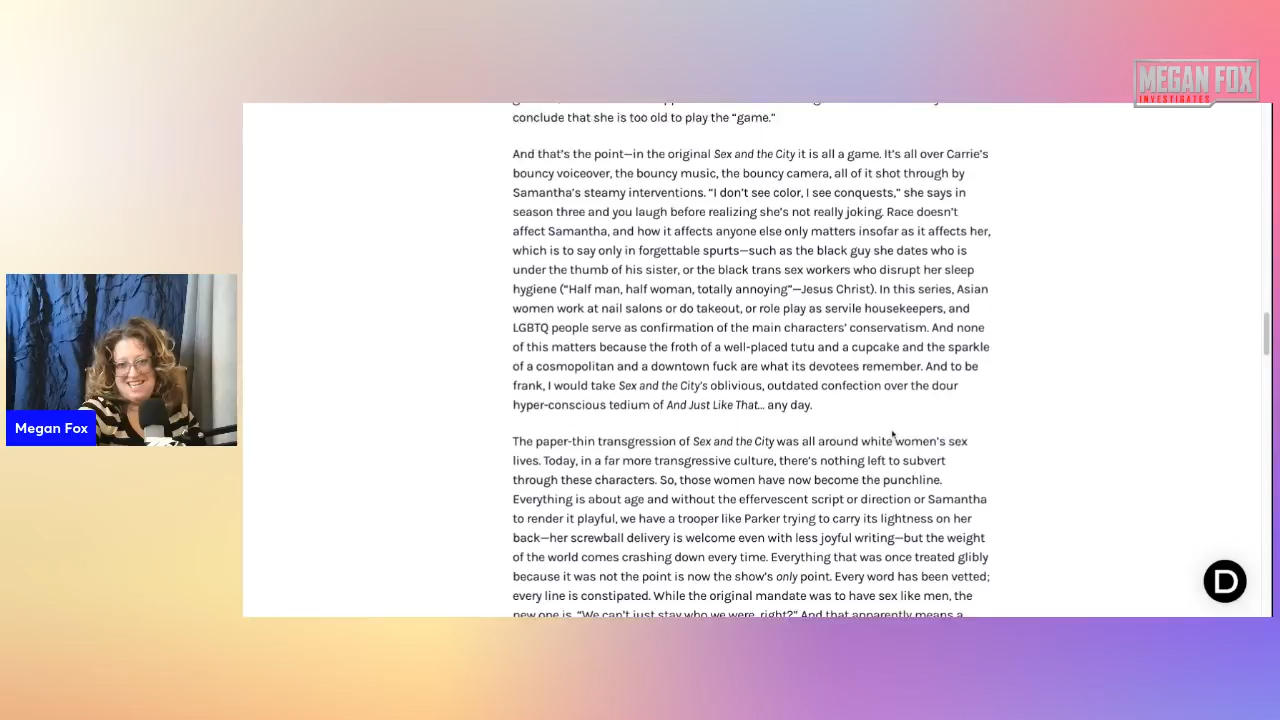 MEGAN FOX
INVESTIGATES
conclude that she is too old to play the “game.”
And that’s the point—in the original Sex and the City it is all a game. It’s all over Carrie’s
bouncy voiceover, the bouncy music, the bouncy camera, all of it shot through by
Samantha’s steamy interventions. “I don’t see color, I see conquests,” she says in
season three and you laugh before realizing she’s not really joking. Race doesn’t
affect Samantha, and how it affects anyone else only matters insofar as it affects her,
which is to say only in forgettable spurts—such as the black guy she dates who is
under the thumb of his sister, or the black trans sex workers who disrupt her sleep
hygiene (“Half man, half woman, totally annoying”—Jesus Christ). In this series, Asian
women work at nail salons or do takeout, or role play as servile housekeepers, and
LGBTQ people serve as confirmation of the main characters’ conservatism. And none
of this matters because the froth of a well-placed tutu and a cupcake and the sparkle
of a cosmopolitan and a downtown fuck are what its devotees remember. And to be
frank, I would take Sex and the City’s oblivious, outdated confection over the dour
hyper-conscious tedium of And Just Like That… any day.
The paper-thin transgression of Sex and the City was all around white women’s sex
lives. Today, in a far more transgressive culture, there’s nothing left to subvert
through these characters. So, those women have now become the punchline.
Everything is about age and without the effervescent script or direction or Samantha
to render it playful, we have a trooper like Parker trying to carry its lightness on her
back—her screwball delivery is welcome even with less joyful writing—but the weight
of the world comes crashing down every time. Everything that was once treated glibly
because it was not the point is now the show’s only point. Every word has been vetted;
every line is constipated. While the original mandate was to have sex like men, the
new one is, “We can’t just stay who we were, right?” And that apparently means a
Megan Fox
D